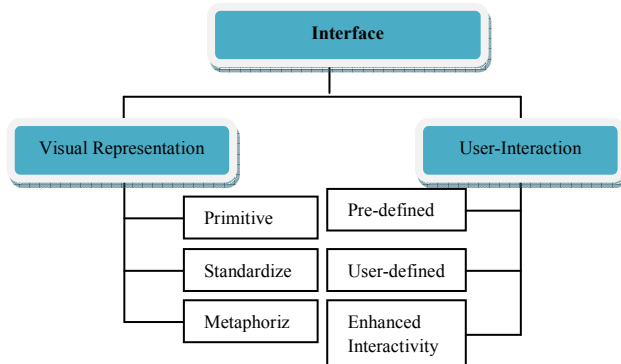 Interface
Visual Representation
User-Interaction
Primitive
Standardize
Metaphoriz
Pre-defined
User-defined
Enhanced
Interactivity